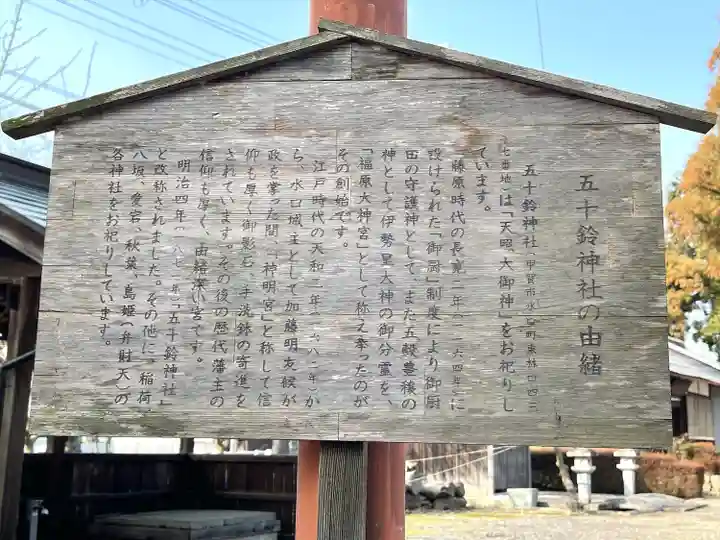 五十鈴神社の由緒
五十鈴神社(甲賀市水口町東林口四三
七番地)は「天照大御神」をお祀りし
ています。
藤原時代の長寛二年(一一六四年)に
設けられた「御厨」制度により御厨
田の守護神として、また五穀豊穣の
神として伊勢皇大神の御分霊を、
「福原大神宮」として称え奉ったのが
その創始です。
江戸時代の天和二年(一六八二年)か
ら、水口城主として加藤明友候が
政を掌った間、「神明宮」と称して信
仰も厚く御影石、手洗鉢の寄進を
されています。その後の歴代藩主の
信仰も厚く、由緒深い宮です。
明治四年(一八七一年)「五十鈴神社」
と改称されました。その他に、稲荷、
八坂、愛宕、秋葉、島姫(弁財天)の
各神社をお祀りしています。